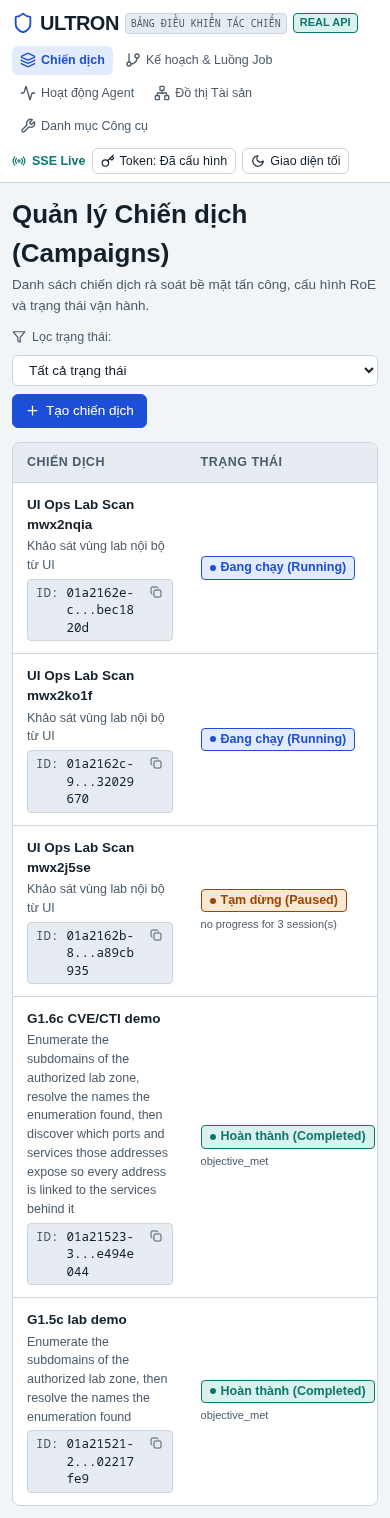 ULTRON BẢNG ĐIỀU KHIỂN TÁC CHIẾN REAL API
Chiến dịch Kế hoạch & Luồng Job
Hoạt động Agent Đồ thị Tài sản
Danh mục Công cụ
SSE Live Token: Đã cấu hình Giao diện tối
Quản lý Chiến dịch
(Campaigns)
Danh sách chiến dịch rà soát bề mặt tấn công, cấu hình RoE
và trạng thái vận hành.
Lọc trạng thái:
Tất cả trạng thái
+ Tạo chiến dịch
CHIẾN DỊCH TRẠNG THÁI
UI Ops Lab Scan
mwx2nqia
Khảo sát vùng lab nội bộ
từ UI
ID: 01a2162e-
c...bec18
20d
Đang chạy (Running)
UI Ops Lab Scan
mwx2ko1f
Khảo sát vùng lab nội bộ
từ UI
ID: 01a2162c-
9...32029
670
Đang chạy (Running)
UI Ops Lab Scan
mwx2j5se
Khảo sát vùng lab nội bộ
từ UI
ID: 01a2162b-
8...a89cb
935
Tạm dừng (Paused)
no progress for 3 session(s)
G1.6c CVE/CTI demo
Enumerate the
subdomains of the
authorized lab zone,
resolve the names the
enumeration found, then
discover which ports and
services those addresses
expose so every address
is linked to the services
behind it
ID: 01a21523-
3...e494e
044
Hoàn thành (Completed)
objective_met
G1.5c lab demo
Enumerate the
subdomains of the
authorized lab zone, then
resolve the names the
enumeration found
ID: 01a21521-
2...02217
fe9
Hoàn thành (Completed)
objective_met